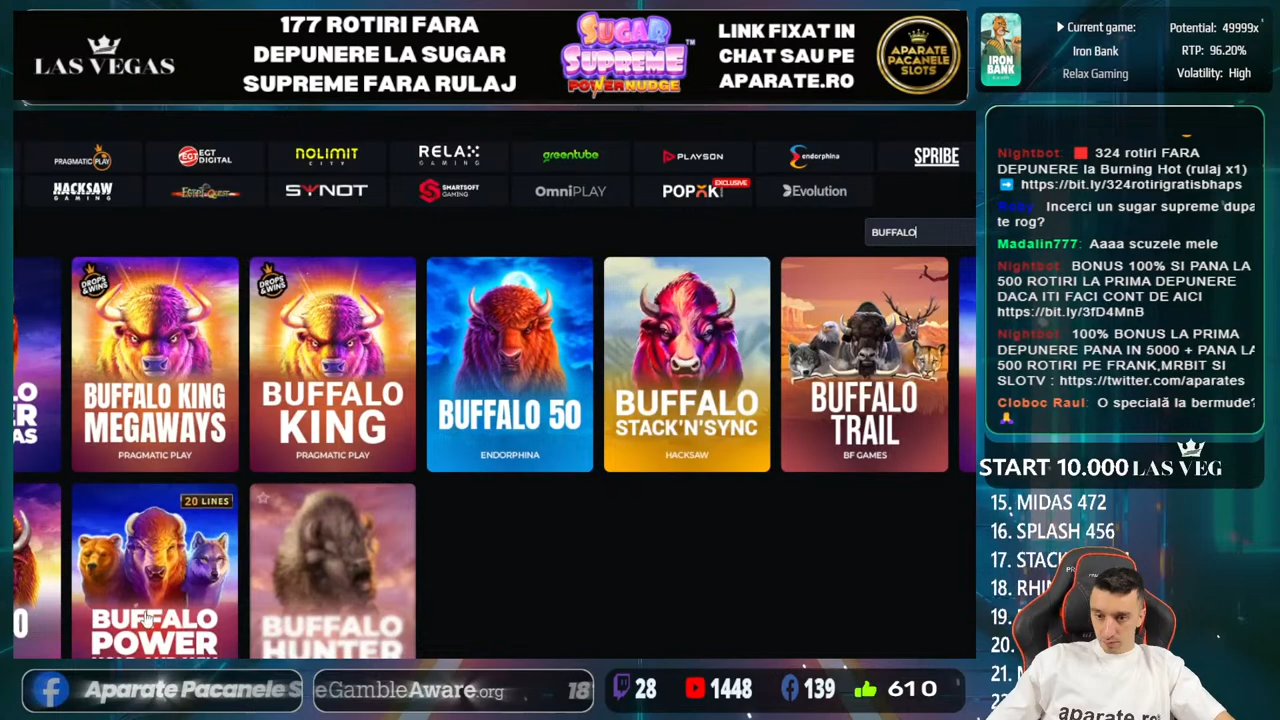 LAS VEGAS
177 ROTIRI FARA
DEPUNERE LA SUGAR
SUPREME FARA RULAJ
SUGAR
SUPREME™
POWERNUDGE
LINK FIXAT IN
CHAT SAU PE
APARATE.RO
APARATE
PACANELE
SLOTS
IRON
BANK
Current game:
Iron Bank
Relax Gaming
Potential: 49999x
RTP: 96.20%
Volatility: High
PRAGMATIC PLAY
EGT DIGITAL
NOLIMIT CITY
RELAX GAMING
greentube
PLAYSON
endorphina
SPRIBE
HACKSAW GAMING
SYNOT
SMARTSOFT GAMING
OmniPLAY
POPOK! EXCLUSIVE
Evolution
BUFFALO
DROPS & WINS
BUFFALO KING
MEGAWAYS
PRAGMATIC PLAY
DROPS & WINS
BUFFALO
KING
PRAGMATIC PLAY
BUFFALO 50
ENDORPHINA
BUFFALO
STACK'N'SYNC
HACKSAW
BUFFALO
TRAIL
BF GAMES
20 LINES
BUFFALO
POWER
BUFFALO
HUNTER
Nightbot: 324 rotiri FARA
DEPUNERE la Burning Hot (rulaj x1)
https://bit.ly/324rotirigratisbhaps
Incerci un sugar supreme dupa
te rog?
Madalin777: Aaaa scuzele mele
Nightbot: BONUS 100% SI PANA LA
500 ROTIRI LA PRIMA DEPUNERE
DACA ITI FACI CONT DE AICI
https://bit.ly/3fD4MnB
Nightbot: 100% BONUS LA PRIMA
DEPUNERE PANA IN 5000 + PANA LA
500 ROTIRI PE FRANK,MRBIT SI
SLOTV : https://twitter.com/aparates
Cloboc Raul: O specială la bermude?
START 10.000 LAS VEG
15. MIDAS 472
16. SPLASH 456
17. STACK
18. RHIN
19.
20.
21.
Aparate Pacanele S
eGambleAware.org
18
28
1448
139
610
aparate.ro